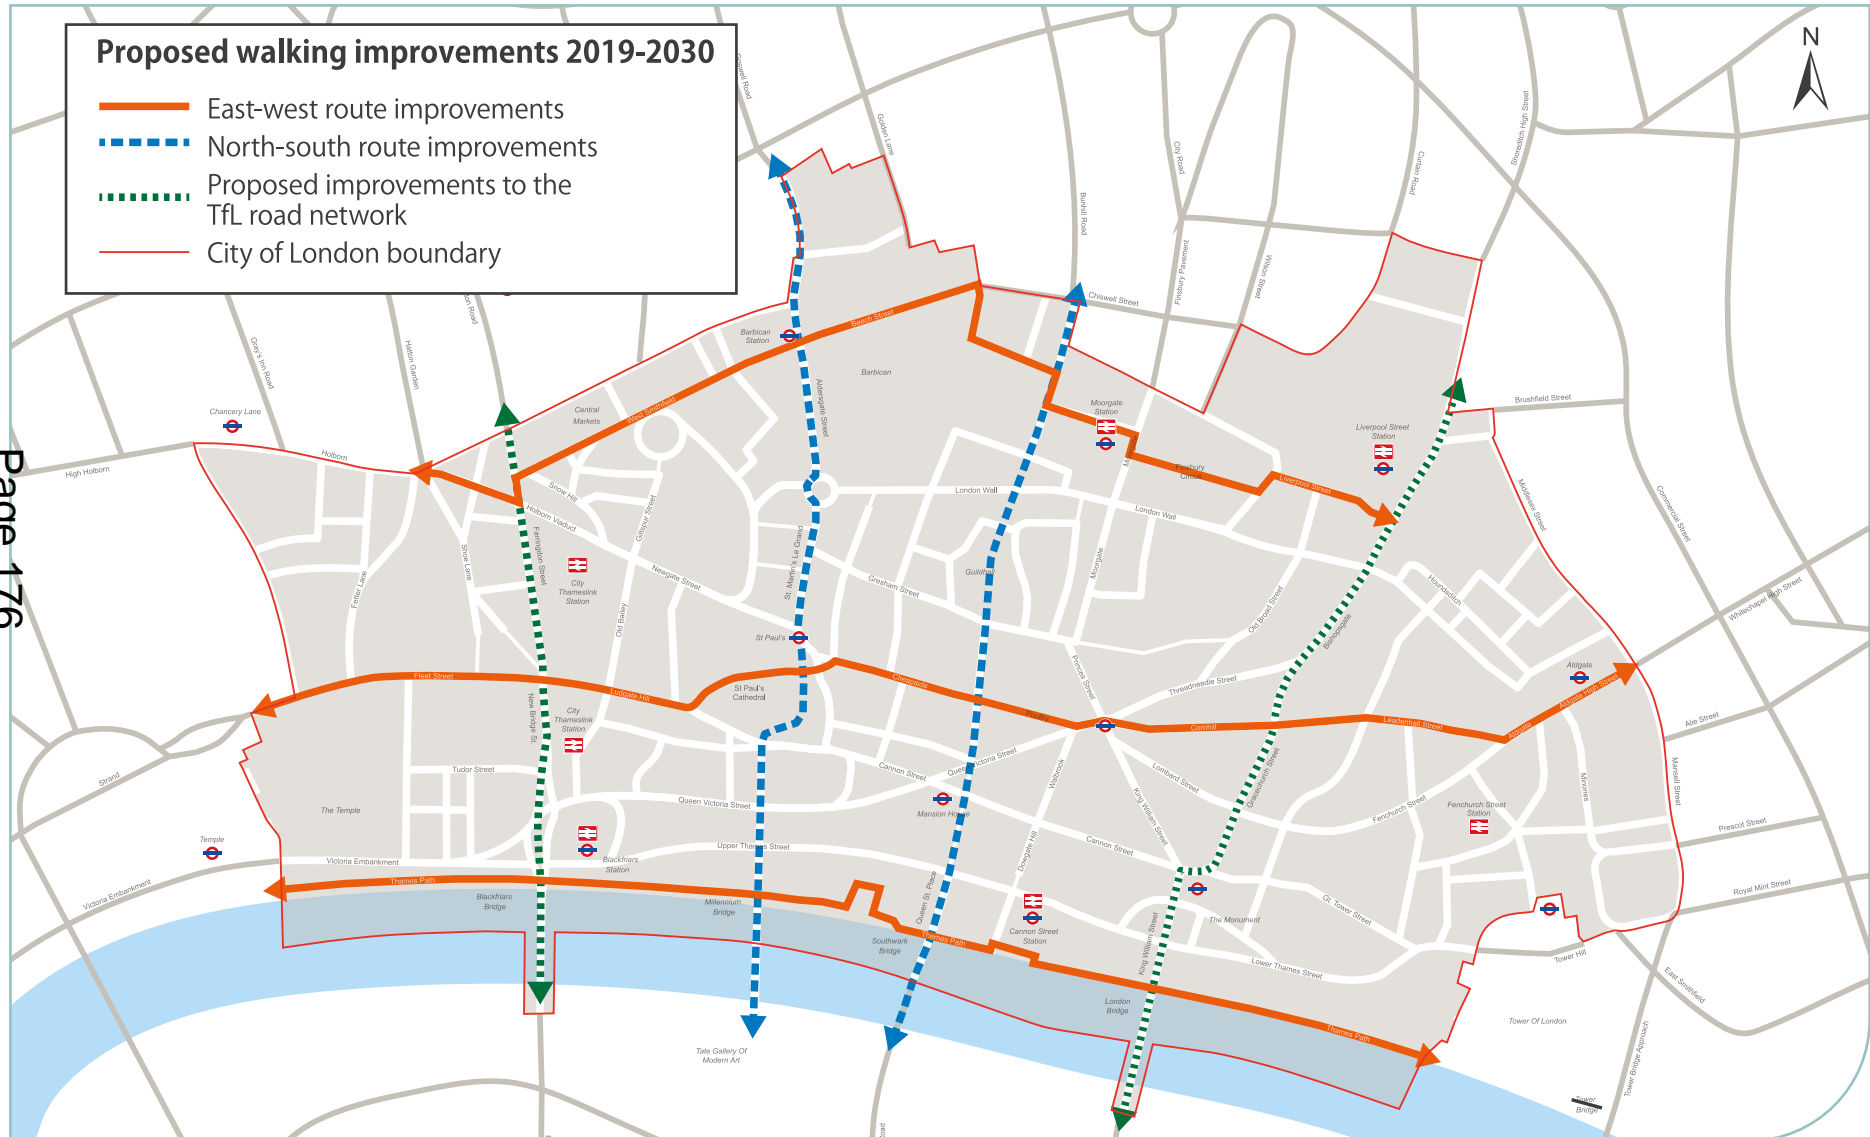 Proposed walking improvements 2019-2030
East-west route improvements
North-south route improvements
Proposed improvements to the
TfL road network
City of London boundary
N
Page 176
Goswell Road
Golden Lane
Bunhill Road
City Road
Finsbury Pavement
Wilson Street
Curtain Road
Shoreditch High Street
Chiswell Street
Brushfield Street
Commercial Street
Middlesex Street
Whitechapel High Street
Gray's Inn Road
Hatton Garden
Chancery Lane
High Holborn
Holborn
Barbican
Station
Beech Street
Barbican
Aldersgate Street
Central
Markets
West Smithfield
Moorgate
Station
Finsbury
Circus
Liverpool Street
Liverpool Street
Station
Snow Hill
Holborn Viaduct
Giltspur Street
London Wall
London Wall
Farringdon Street
Shoe Lane
Fetter Lane
City
Thameslink
Station
Newgate Street
Old Bailey
St. Martin's Le Grand
Gresham Street
Guildhall
Moorgate
Old Broad Street
Bishopsgate
Houndsditch
St Paul's
Princes Street
Threadneedle Street
Aldgate
Aldgate High Street
Aldgate
Fleet Street
Ludgate Hill
St Paul's
Cathedral
Cheapside
Poultry
Cornhill
Leadenhall Street
Alie Street
New Bridge St.
City
Thameslink
Station
Strand
Tudor Street
The Temple
Temple
Queen Victoria Street
Cannon Street
Queen Victoria Street
Mansion House
Walbrook
Lombard Street
King William Street
Gracechurch Street
Fenchurch Street
Fenchurch Street
Station
Minories
Mansell Street
Prescot Street
Royal Mint Street
Victoria Embankment
Victoria Embankment
Blackfriars
Station
Upper Thames Street
Dowgate Hill
Cannon Street
Thames Path
Blackfriars
Bridge
Millennium
Bridge
Queen St. Place
Southwark
Bridge
Thames Path
Cannon Street
Station
The Monument
Gt. Tower Street
King William Street
Lower Thames Street
London
Bridge
Thames Path
Tower Hill
East Smithfield
Tower Of London
Tower Bridge Approach
Tower
Bridge
Tate Gallery Of
Modern Art